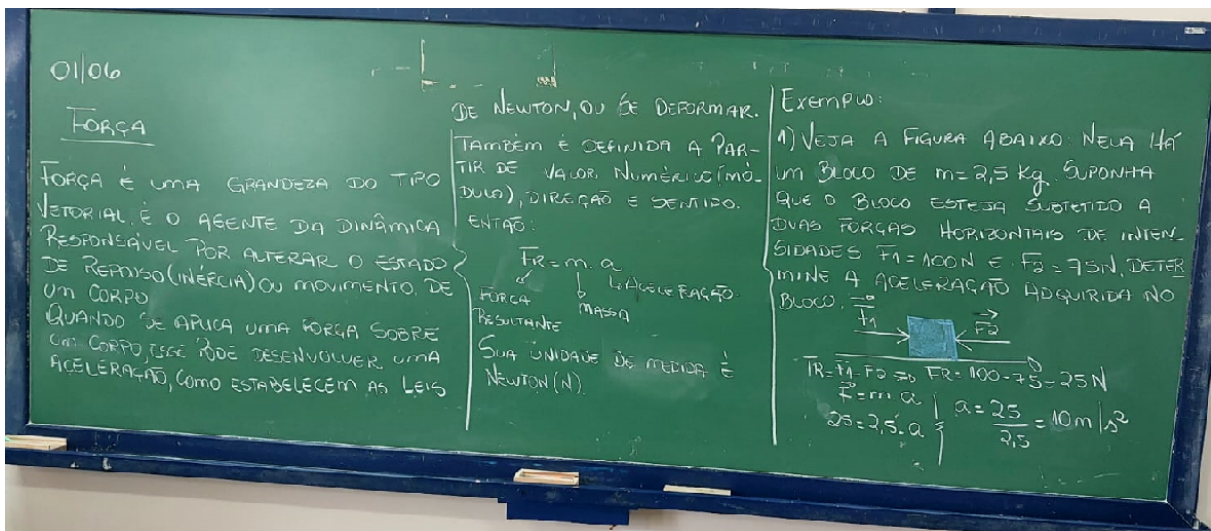 01/06
FORÇA
FORÇA É UMA GRANDEZA DO TIPO
VETORIAL. É O AGENTE DA DINÂMICA
RESPONSÁVEL POR ALTERAR O ESTADO
DE REPOUSO (INÉRCIA) OU MOVIMENTO DE
UM CORPO.
QUANDO SE APLICA UMA FORÇA SOBRE
UM CORPO, ESSE PODE DESENVOLVER UMA
ACELERAÇÃO, COMO ESTABELECEM AS LEIS
DE NEWTON, OU SE DEFORMAR.
TAMBÉM É DEFINIDA A PAR-
TIR DE VALOR NUMÉRICO (MÓ-
DULO), DIREÇÃO E SENTIDO.
ENTÃO:
FR = m . a
ACELERAÇÃO.
FORÇA
RESULTANTE
MASSA
SUA UNIDADE DE MEDIDA É
NEWTON (N).
EXEMPLO:
1) VEJA A FIGURA ABAIXO. NELA HÁ
UM BLOCO DE m = 2,5 Kg. SUPONHA
QUE O BLOCO ESTEJA SUBTETIDO A
DUAS FORÇAS HORIZONTAIS DE INTEN-
SIDADES F1 = 100N E F2 = 75N. DETER
MINE A ACELERAÇÃO ADQUIRIDA NO
BLOCO.
F1
F2
FR = F1 - F2 => FR = 100 - 75 = 25N
F = m a
25 = 2,5 . a
a = 25/2,5 = 10m/s²